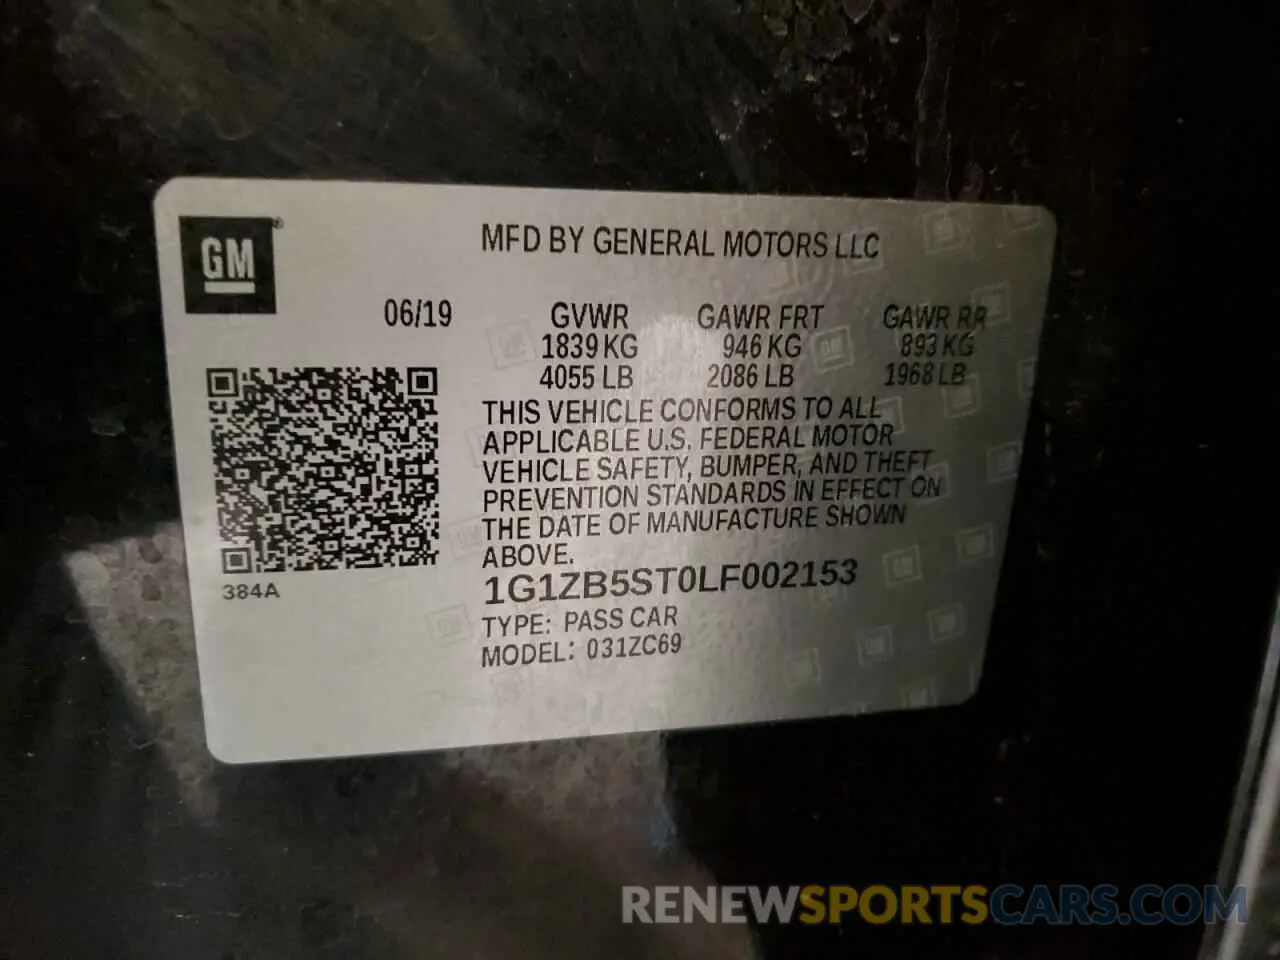 GM
MFD BY GENERAL MOTORS LLC
06/19 GVWR GAWR FRT GAWR RR
1839 KG 946 KG 893 KG
4055 LB 2086 LB 1968 LB
THIS VEHICLE CONFORMS TO ALL
APPLICABLE U.S. FEDERAL MOTOR
VEHICLE SAFETY, BUMPER, AND THEFT
PREVENTION STANDARDS IN EFFECT ON
THE DATE OF MANUFACTURE SHOWN
ABOVE.
384A
1G1ZB5ST0LF002153
TYPE: PASS CAR
MODEL: 031ZC69
RENEWSPORTSCARS.COM